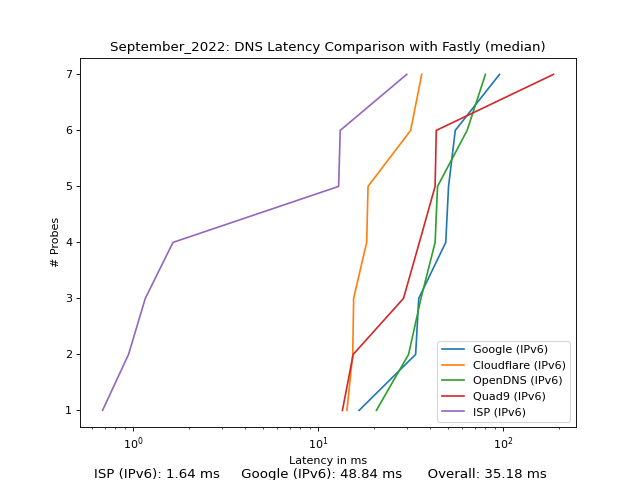 September_2022: DNS Latency Comparison with Fastly (median)
# Probes
7
6
5
4
3
2
1
Google (IPv6)
Cloudflare (IPv6)
OpenDNS (IPv6)
Quad9 (IPv6)
ISP (IPv6)
10⁰ 10¹ 10²
Latency in ms
ISP (IPv6): 1.64 ms Google (IPv6): 48.84 ms Overall: 35.18 ms